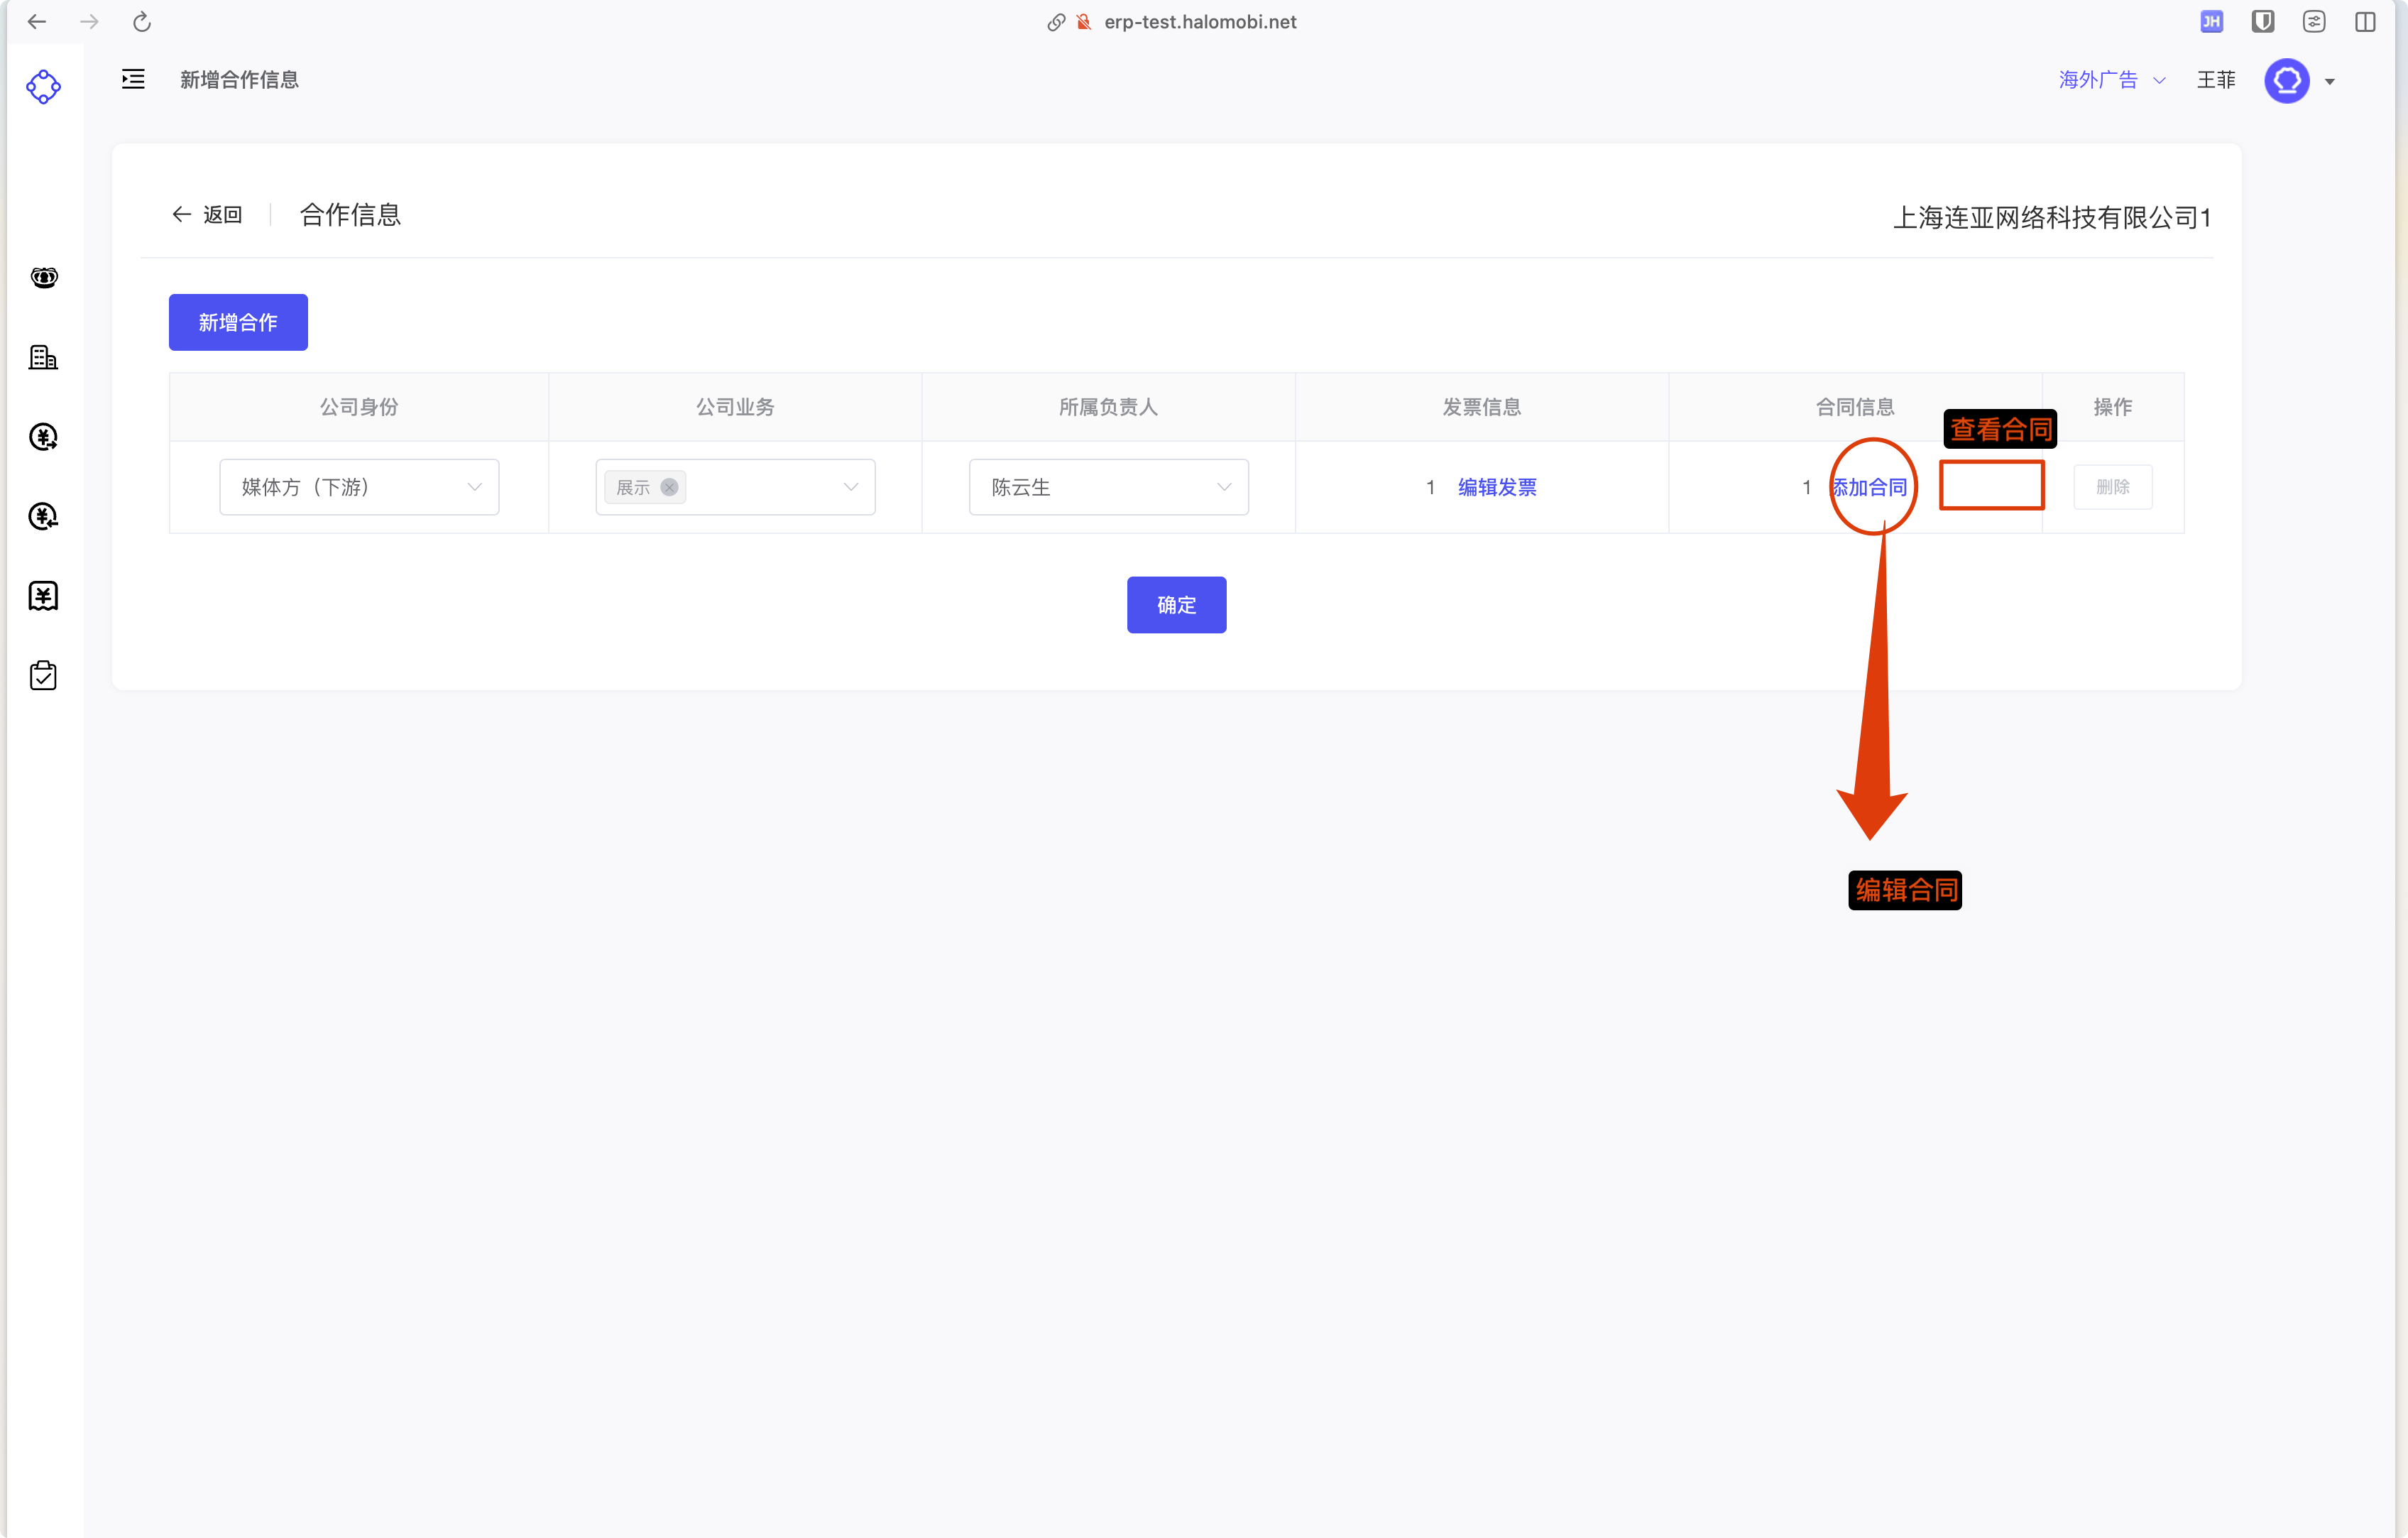 erp-test.halomobi.net
JH
新增合作信息
海外广告
王菲
返回
合作信息
上海连亚网络科技有限公司1
新增合作
公司身份
公司业务
所属负责人
发票信息
合同信息
操作
查看合同
媒体方（下游）
展示
陈云生
1 编辑发票
1 添加合同
删除
确定
编辑合同